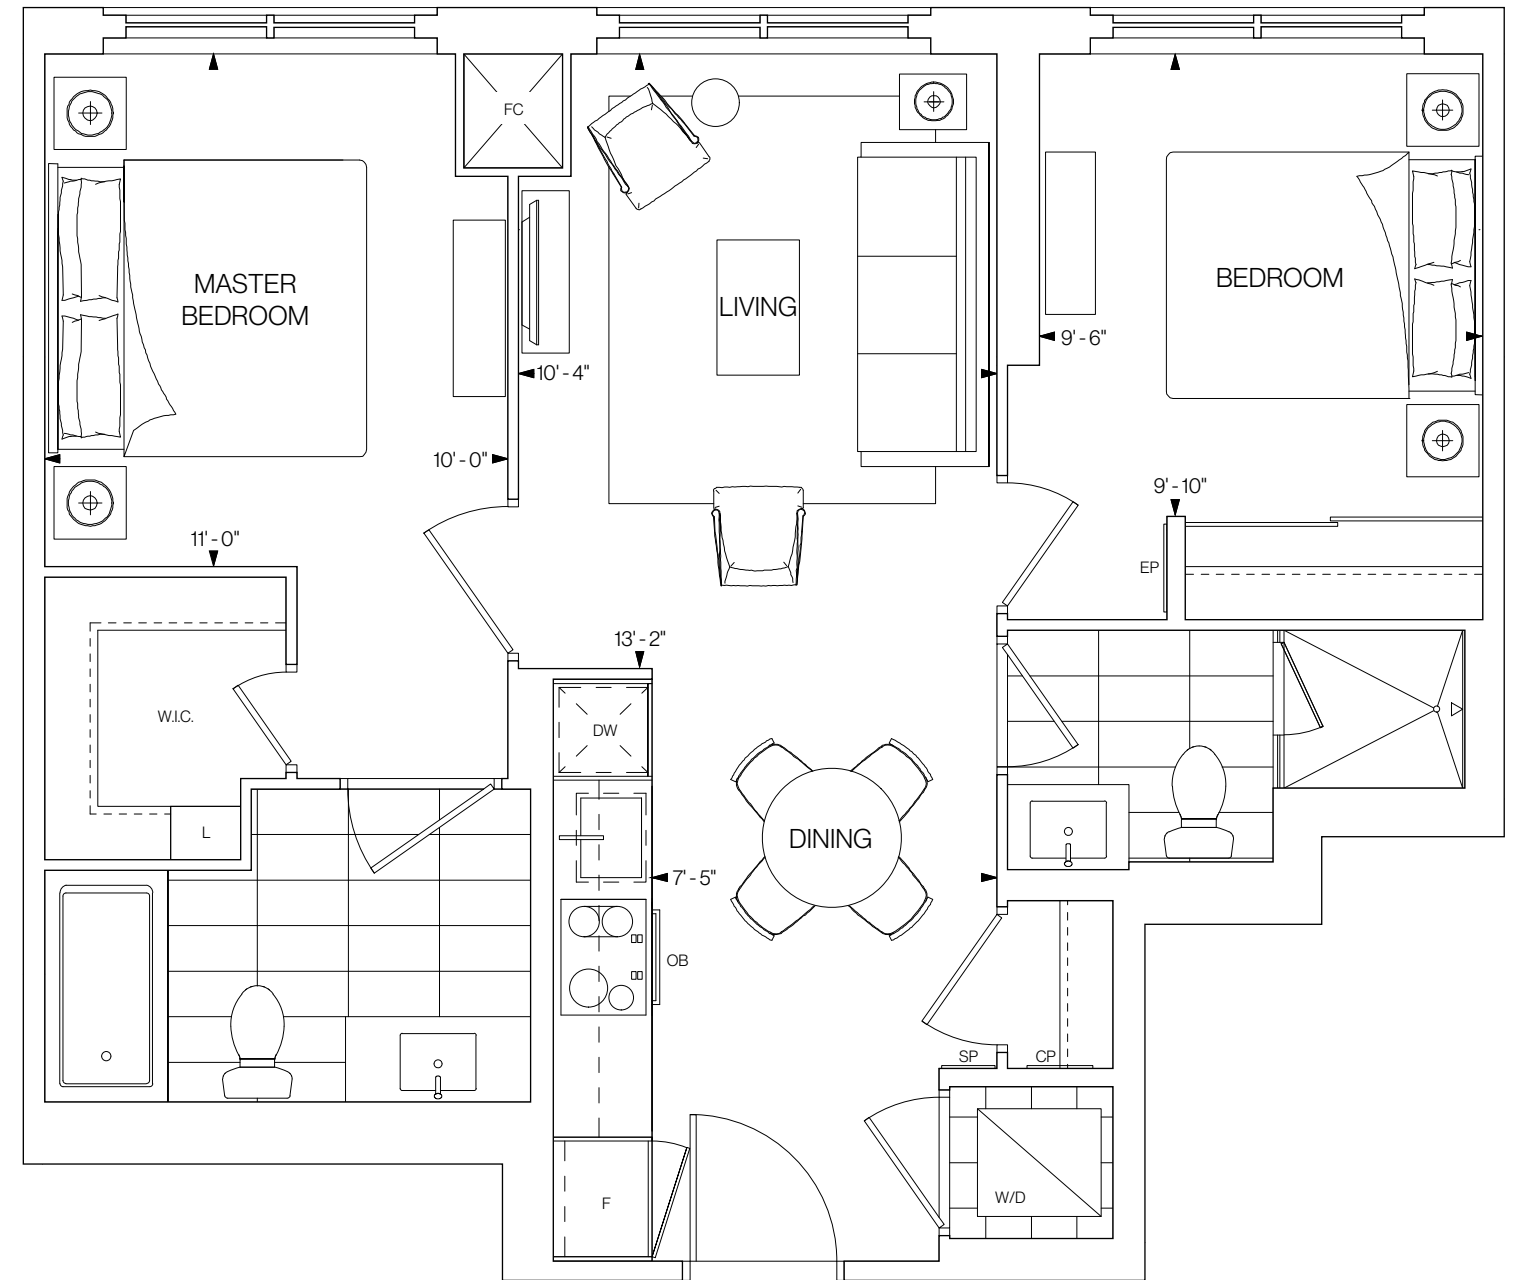 FC
MASTER
BEDROOM
LIVING
BEDROOM
9'-6"
10'-4"
10'-0"
9'-10"
11'-0"
EP
13'-2"
W.I.C.
DW
L
DINING
7'-5"
OB
SP
CP
W/D
F